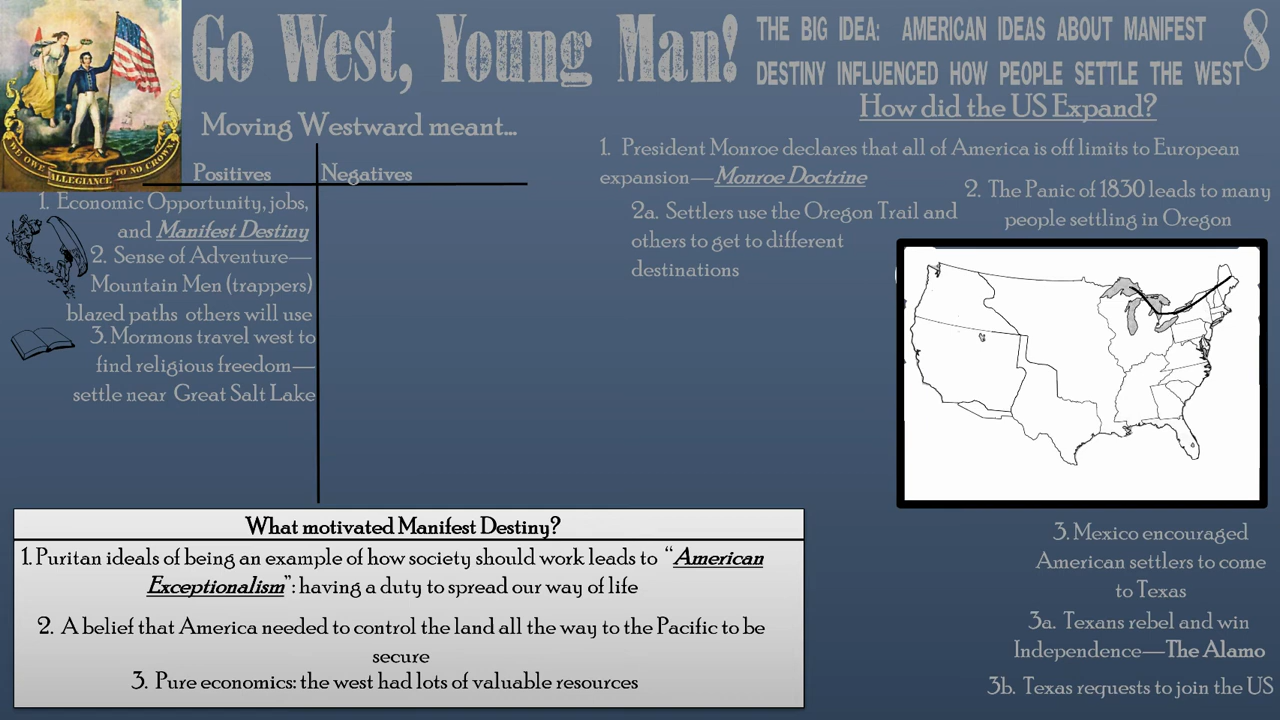 WE OWE ALLEGIANCE TO NO CROWN
Go West, Young Man!
THE BIG IDEA: AMERICAN IDEAS ABOUT MANIFEST
DESTINY INFLUENCED HOW PEOPLE SETTLE THE WEST
8
Moving Westward meant...
Positives
Negatives
1. Economic Opportunity, jobs,
and Manifest Destiny
2. Sense of Adventure—
Mountain Men (trappers)
blazed paths others will use
3. Mormons travel west to
find religious freedom—
settle near Great Salt Lake
How did the US Expand?
1. President Monroe declares that all of America is off limits to European
expansion—Monroe Doctrine
2. The Panic of 1830 leads to many
people settling in Oregon
2a. Settlers use the Oregon Trail and
others to get to different
destinations
3. Mexico encouraged
American settlers to come
to Texas
3a. Texans rebel and win
Independence—The Alamo
3b. Texas requests to join the US
What motivated Manifest Destiny?
1. Puritan ideals of being an example of how society should work leads to “American
Exceptionalism”: having a duty to spread our way of life
2. A belief that America needed to control the land all the way to the Pacific to be
secure
3. Pure economics: the west had lots of valuable resources